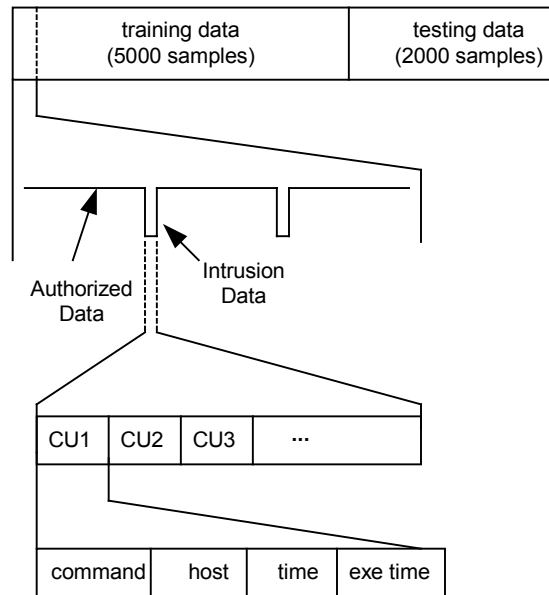 training data
(5000 samples)
testing data
(2000 samples)
Authorized
Data
Intrusion
Data
CU1 CU2 CU3 ...
command host time exe time